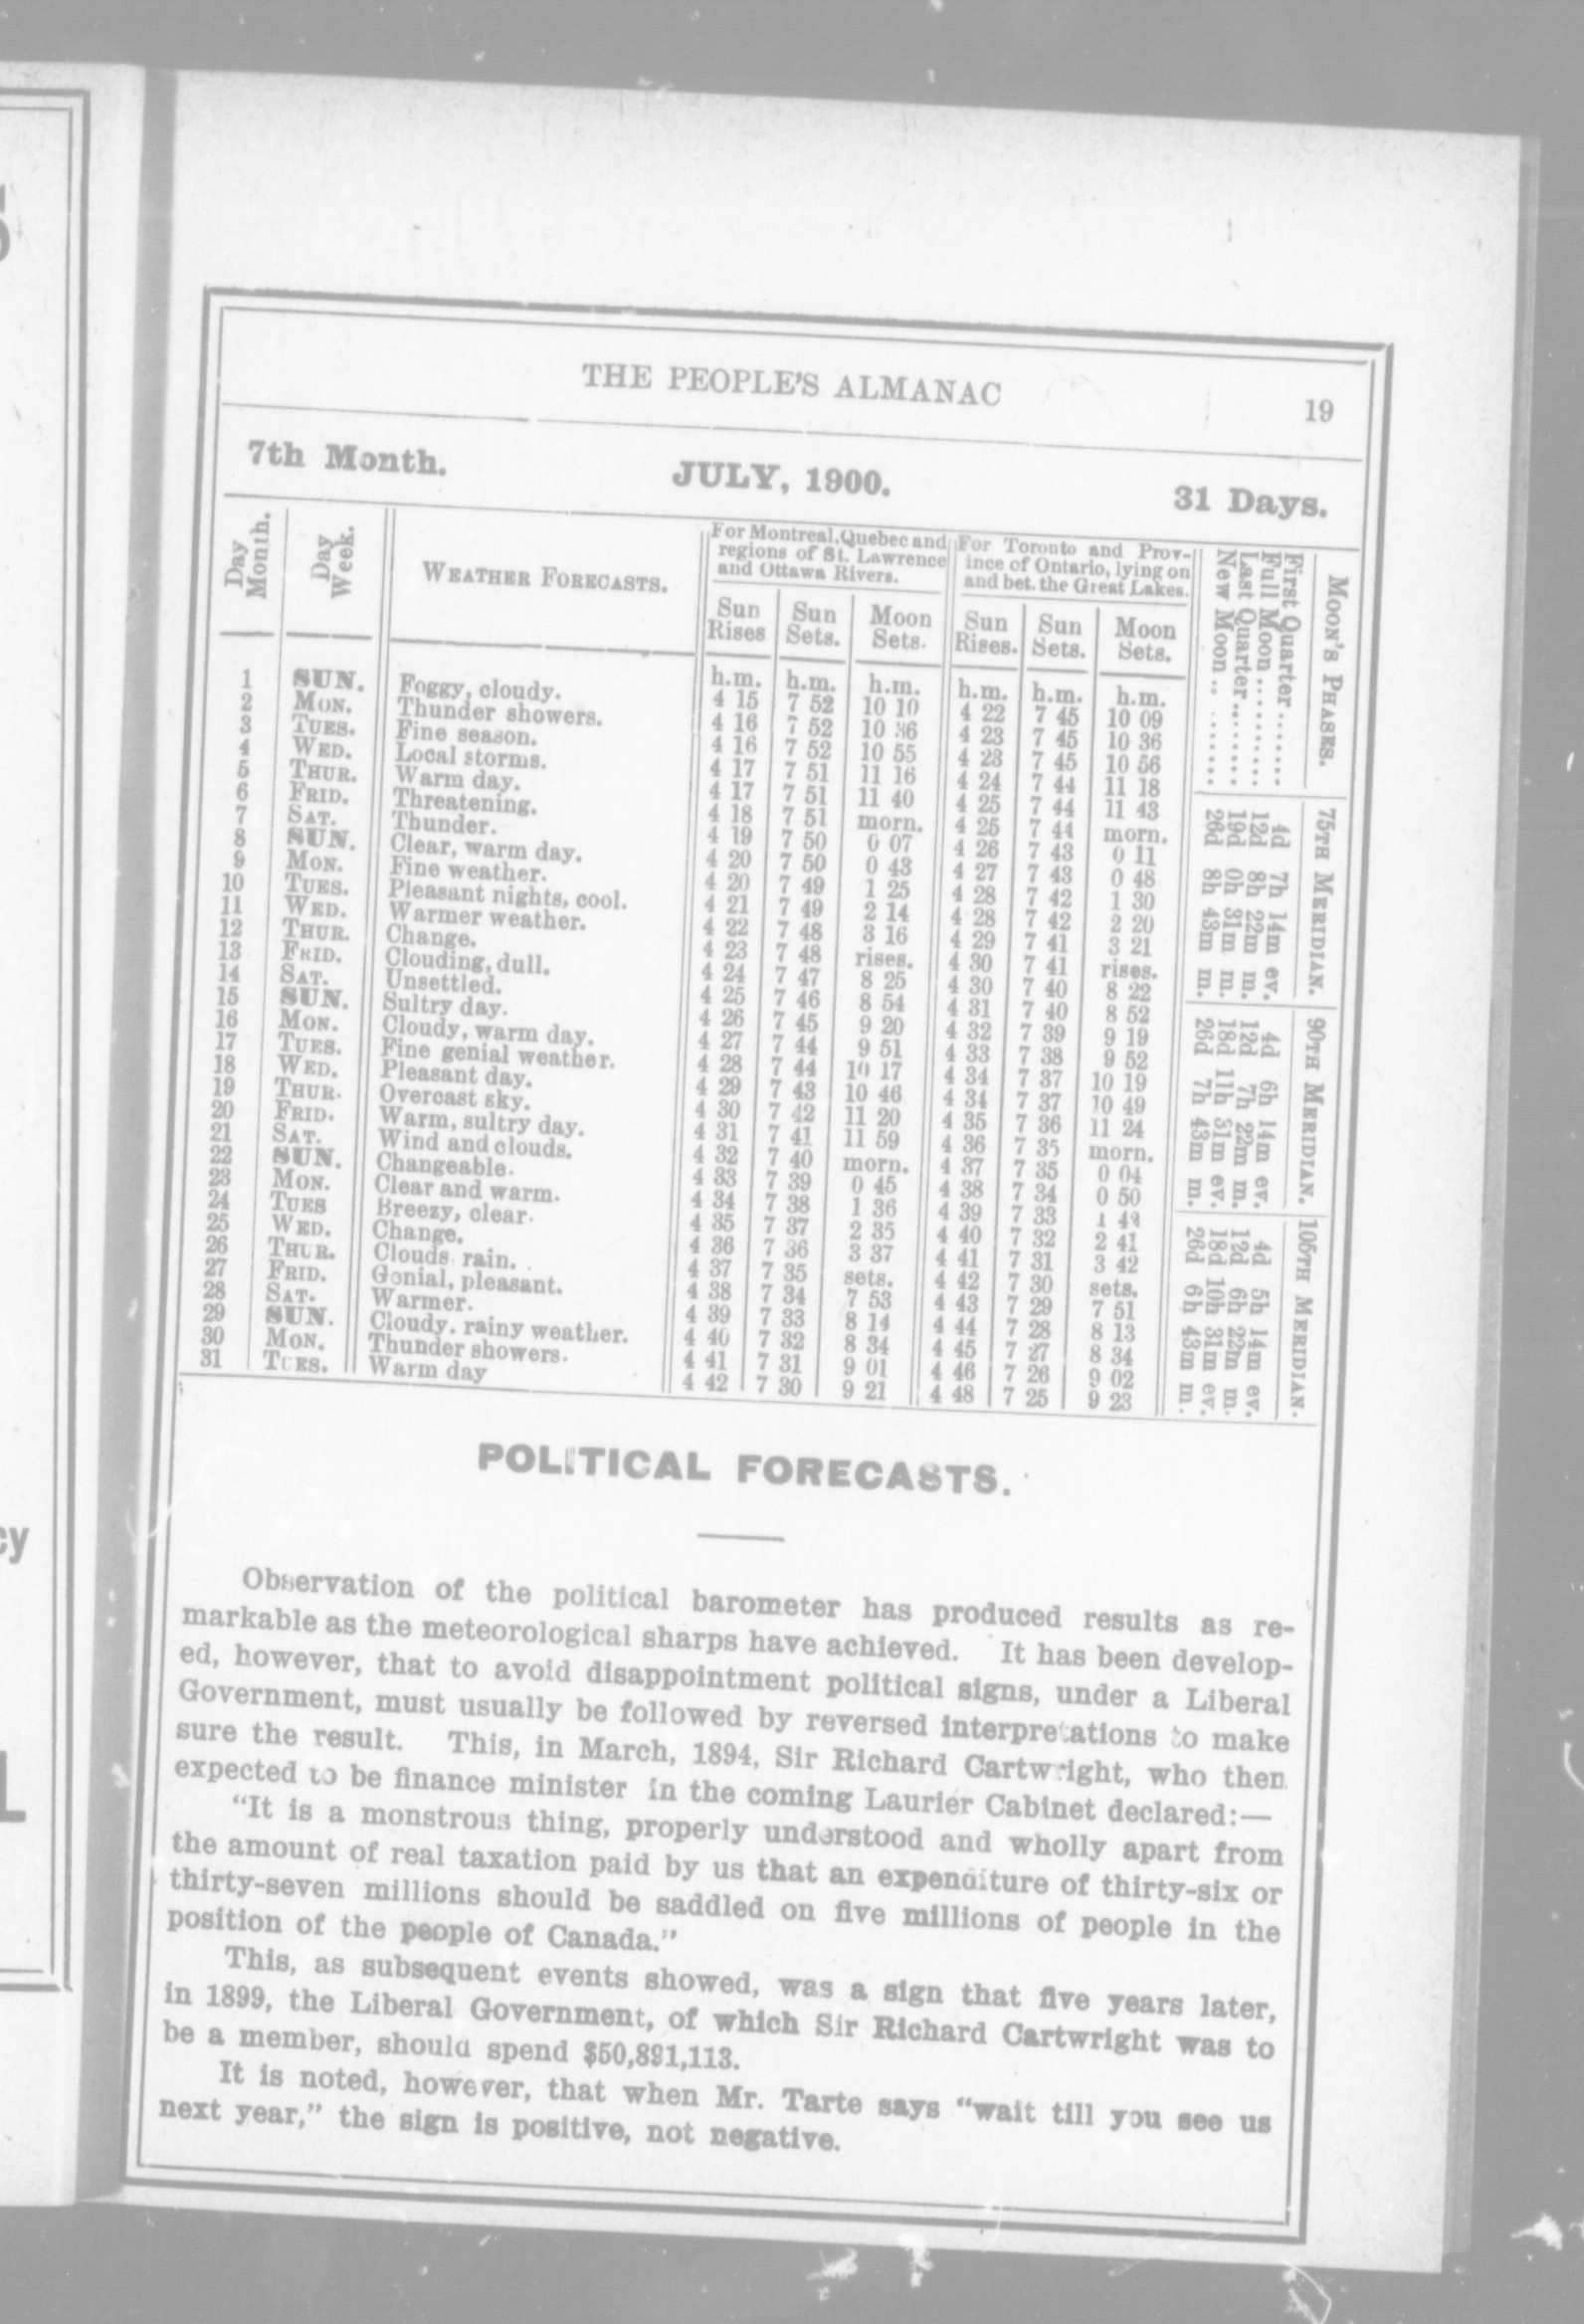 S
cy
L
THE PEOPLE'S ALMANAC 19
7th Month. JULY, 1900. 31 Days.
Day Month.
Day Week.
WEATHER FORECASTS.
For Montreal, Quebec and
regions of St. Lawrence
and Ottawa Rivers.
For Toronto and Prov-
ince of Ontario, lying on
and bet. the Great Lakes.
Sun Rises Sun Sets. Moon Sets. Sun Rises. Sun Sets. Moon Sets.
h.m. h.m. h.m. h.m. h.m. h.m.
1 SUN. Foggy, cloudy. 4 15 7 52 10 10 4 22 7 45 10 09
2 MON. Thunder showers. 4 16 7 52 10 36 4 23 7 45 10 36
3 TUES. Fine season. 4 16 7 52 10 55 4 23 7 45 10 56
4 WED. Local storms. 4 17 7 51 11 16 4 24 7 44 11 18
5 THUR. Warm day. 4 17 7 51 11 40 4 25 7 44 11 43
6 FRID. Threatening. 4 18 7 51 morn. 4 25 7 44 morn.
7 SAT. Thunder. 4 19 7 50 0 07 4 26 7 43 0 11
8 SUN. Clear, warm day. 4 20 7 50 0 43 4 27 7 43 0 48
9 MON. Fine weather. 4 20 7 49 1 25 4 28 7 42 1 30
10 TUES. Pleasant nights, cool. 4 21 7 49 2 14 4 28 7 42 2 20
11 WED. Warmer weather. 4 22 7 48 3 16 4 29 7 41 3 21
12 THUR. Change. 4 23 7 48 rises. 4 30 7 41 rises.
13 FRID. Clouding, dull. 4 24 7 47 8 25 4 30 7 40 8 22
14 SAT. Unsettled. 4 25 7 46 8 54 4 31 7 40 8 52
15 SUN. Sultry day. 4 26 7 45 9 20 4 32 7 39 9 19
16 MON. Cloudy, warm day. 4 27 7 44 9 51 4 33 7 38 9 52
17 TUES. Fine genial weather. 4 28 7 44 10 17 4 34 7 37 10 19
18 WED. Pleasant day. 4 29 7 43 10 46 4 34 7 37 10 49
19 THUR. Overcast sky. 4 30 7 42 11 20 4 35 7 36 11 24
20 FRID. Warm, sultry day. 4 31 7 41 11 59 4 36 7 35 morn.
21 SAT. Wind and clouds. 4 32 7 40 morn. 4 37 7 35 0 04
22 SUN. Changeable. 4 33 7 39 0 45 4 38 7 34 0 50
23 MON. Clear and warm. 4 34 7 38 1 36 4 39 7 33 1
24 TUES Breezy, clear. 4 35 7 37 2 35 4 40 7 32 2 41
25 WED. Change. 4 36 7 36 3 37 4 41 7 31 3 42
26 THUR. Clouds, rain. 4 37 7 35 sets. 4 42 7 30 sets.
27 FRID. Gonial, pleasant. 4 38 7 34 7 53 4 43 7 29 7 51
28 SAT. Warmer. 4 39 7 33 8 14 4 44 7 28 8 13
29 SUN. Cloudy. rainy weather. 4 40 7 32 8 34 4 45 7 27 8 34
30 MON. Thunder showers. 4 41 7 31 9 01 4 46 7 26 9 02
31 TUES. Warm day 4 42 7 30 9 21 4 48 7 25 9 23
MOON'S PHASES. 75TH MERIDIAN. 90TH MERIDIAN. 105TH MERIDIAN.
First Quarter ....... 4d 7h 14m ev. 4d 6h 14m ev. 4d 5h 14m ev.
Full Moon ......... 12d 8h 22m m. 12d 7h 22m m. 12d 6h 22m m.
Last Quarter ........ 19d 0h 31m m. 18d 11h 31m ev. 18d 10h 31m ev.
New Moon .. ....... 26d 8h 43m m. 26d 7h 43m m. 26d 6h 43m m.
POLITICAL FORECASTS.
Observation of the political barometer has produced results as re-
markable as the meteorological sharps have achieved. It has been develop-
ed, however, that to avoid disappointment political signs, under a Liberal
Government, must usually be followed by reversed interpretations to make
sure the result. This, in March, 1894, Sir Richard Cartwright, who then
expected to be finance minister in the coming Laurier Cabinet declared:—
"It is a monstrous thing, properly understood and wholly apart from
the amount of real taxation paid by us that an expenditure of thirty-six or
thirty-seven millions should be saddled on five millions of people in the
position of the people of Canada."
This, as subsequent events showed, was a sign that five years later,
in 1899, the Liberal Government, of which Sir Richard Cartwright was to
be a member, should spend $50,891,113.
It is noted, however, that when Mr. Tarte says "wait till you see us
next year," the sign is positive, not negative.